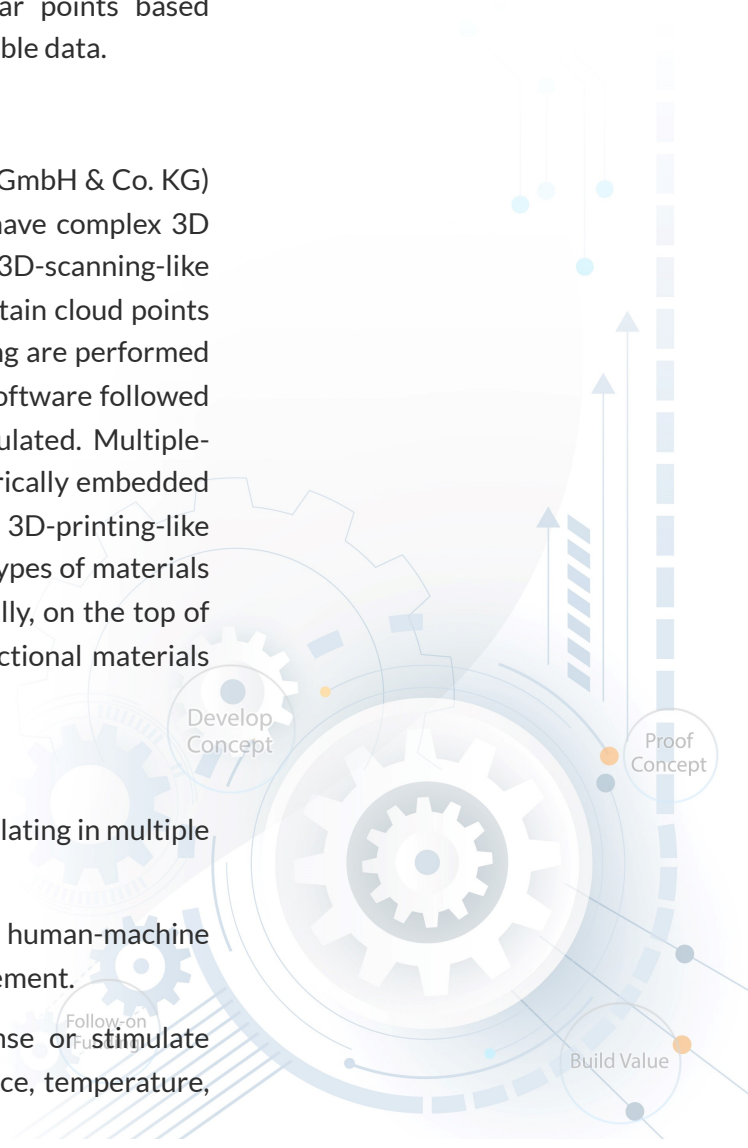 ar points based
ble data.
GmbH & Co. KG)
ave complex 3D
3D-scanning-like
tain cloud points
ng are performed
oftware followed
ulated. Multiple-
rically embedded
3D-printing-like
ypes of materials
lly, on the top of
ctional materials
Develop
Concept
Proof
Concept
lating in multiple
human-machine
ement.
Follow-on
Funding
nse or stimulate
Build Value
ce, temperature,